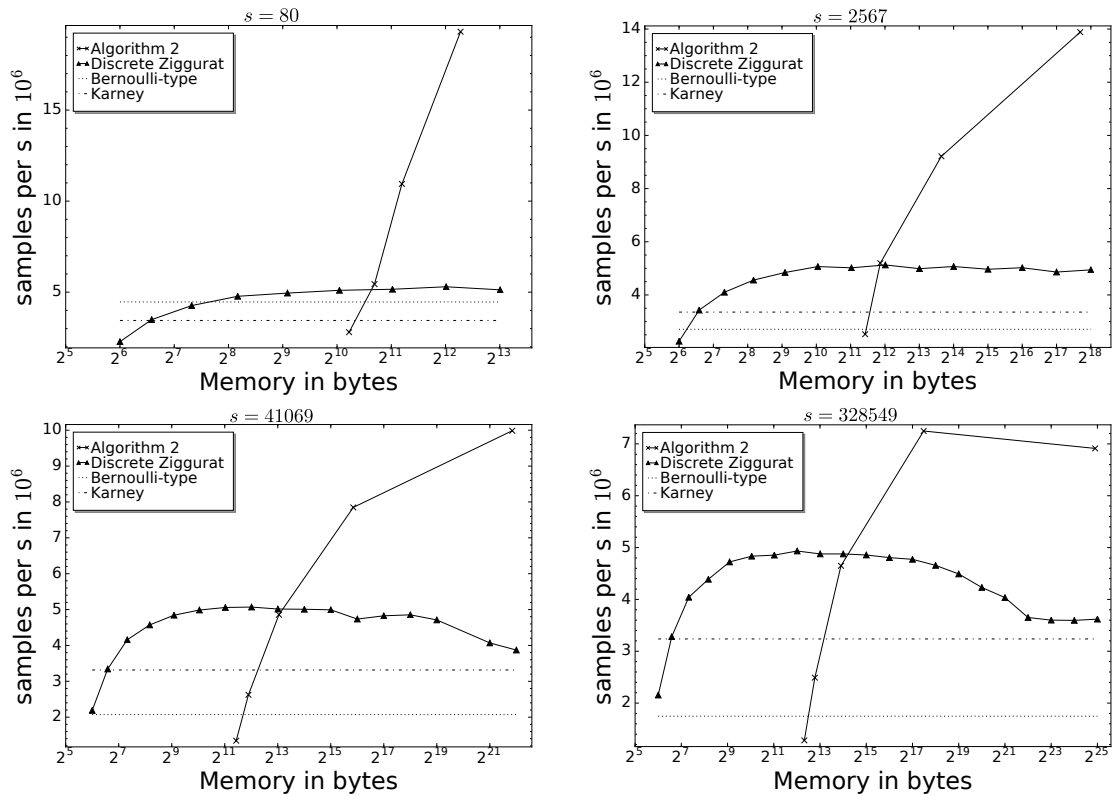 s = 80
samples per s in 10^6
Algorithm 2
Discrete Ziggurat
Bernoulli-type
Karney
17
13
9
5
2^5 2^6 2^7 2^8 2^9 2^10 2^11 2^12 2^13
Memory in bytes
s = 2567
samples per s in 10^6
Algorithm 2
Discrete Ziggurat
Bernoulli-type
Karney
14
12
10
8
6
4
2^5 2^6 2^7 2^8 2^9 2^10 2^11 2^12 2^13 2^14 2^15 2^16 2^18 2^18
Memory in bytes
s = 41069
samples per s in 10^6
Algorithm 2
Discrete Ziggurat
Bernoulli-type
Karney
10
9
8
7
6
5
4
3
2
2^5 2^7 2^9 2^11 2^13 2^15 2^17 2^19 2^21
Memory in bytes
s = 328549
samples per s in 10^6
Algorithm 2
Discrete Ziggurat
Bernoulli-type
Karney
7
6
5
4
3
2
2^5 2^7 2^9 2^11 2^13 2^15 2^17 2^19 2^21 2^23 2^25
Memory in bytes